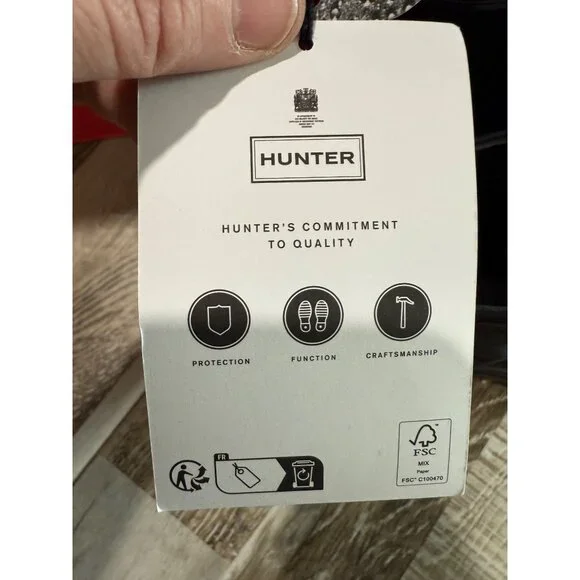 HUNTER
HUNTER'S COMMITMENT
TO QUALITY
PROTECTION
FUNCTION
CRAFTSMANSHIP
FR
FSC
MIX
Paper
FSC® C100470